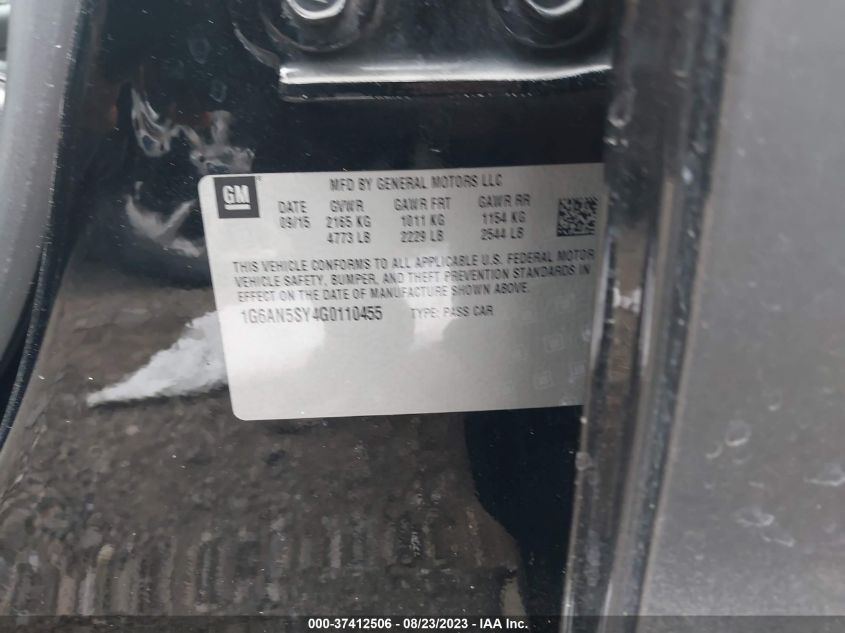 GM ®
MFD BY GENERAL MOTORS LLC
DATE GVWR GAWR FRT GAWR RR
09/15 2165 KG 1011 KG 1154 KG
4773 LB 2229 LB 2544 LB
THIS VEHICLE CONFORMS TO ALL APPLICABLE U.S. FEDERAL MOTOR
VEHICLE SAFETY, BUMPER, AND THEFT PREVENTION STANDARDS IN
EFFECT ON THE DATE OF MANUFACTURE SHOWN ABOVE.
1G6AN5SY4G0110455 TYPE: PASS CAR
000-37412506 - 08/23/2023 - IAA Inc.